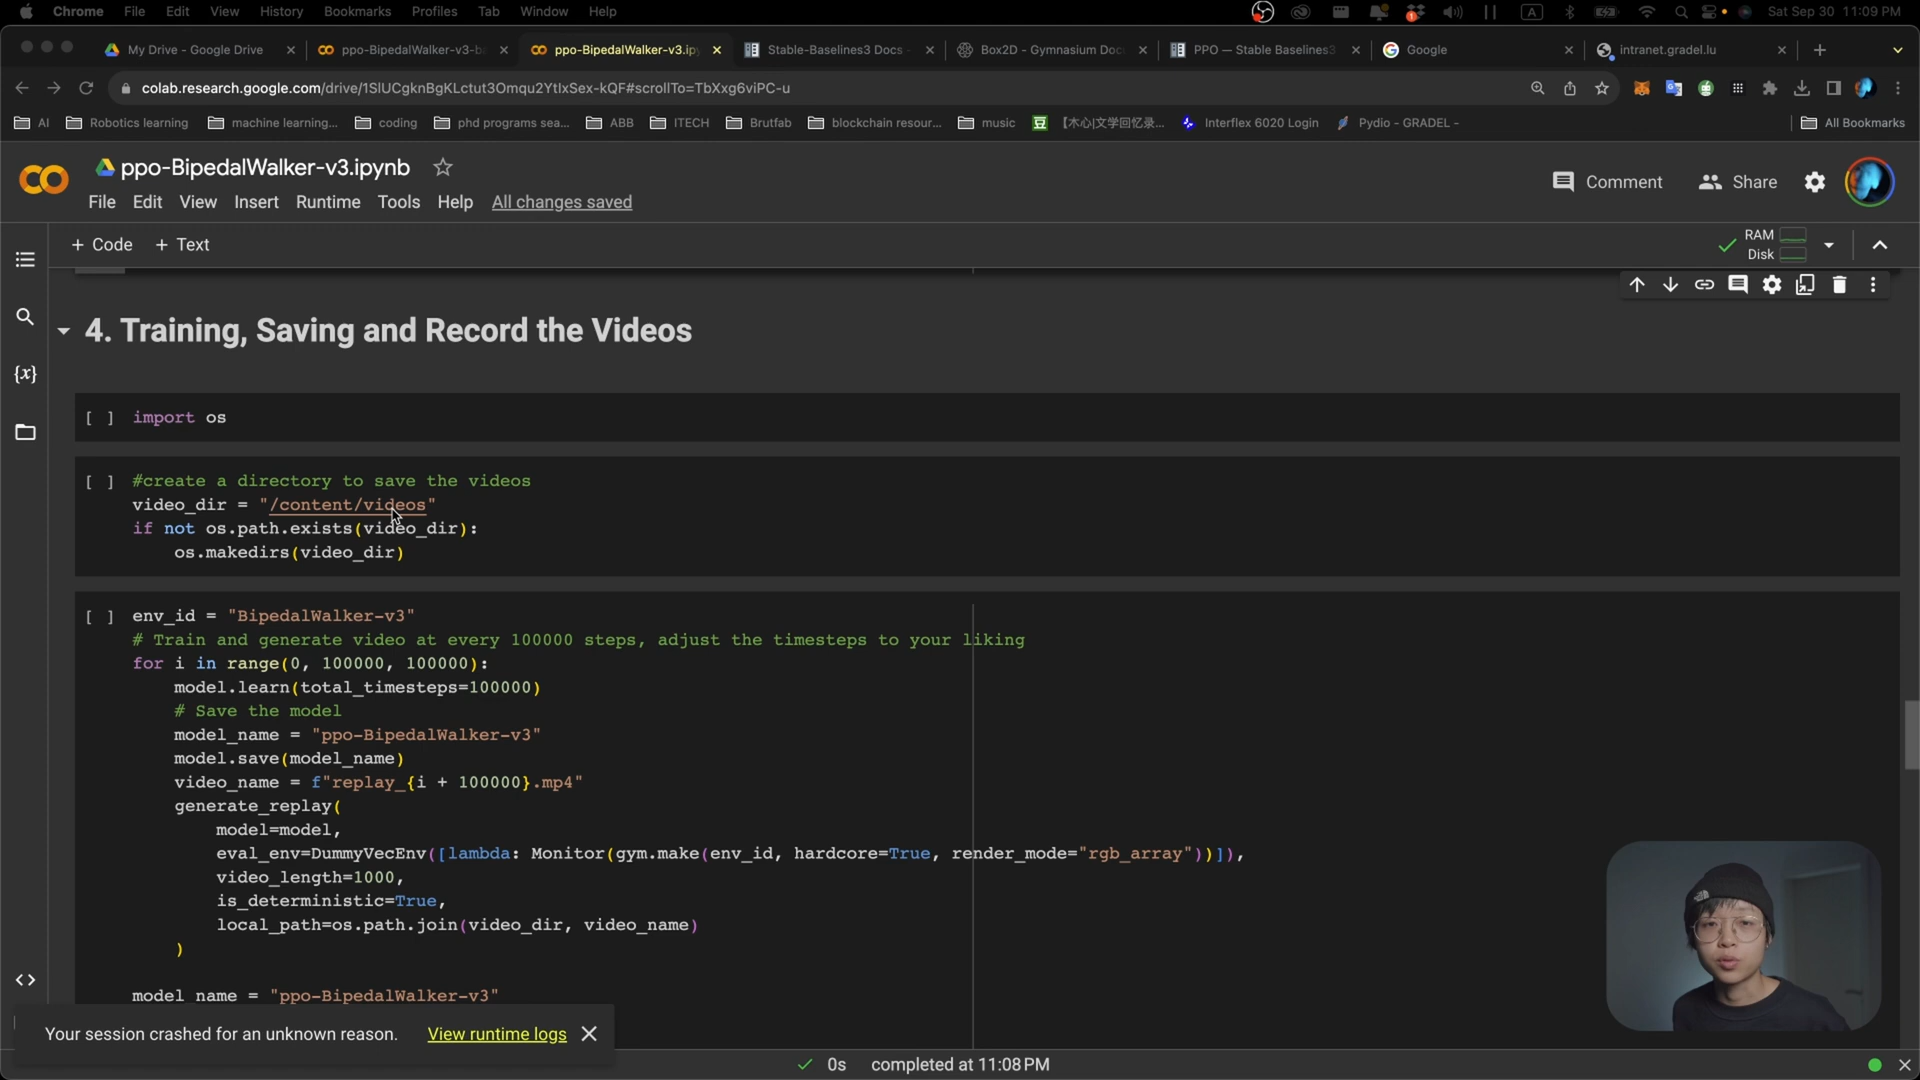 Chrome File Edit View History Bookmarks Profiles Tab Window Help
A
Sat Sep 30 11:09 PM
My Drive - Google Drive
ppo-BipedalWalker-v3-b
ppo-BipedalWalker-v3.ip
Stable-Baselines3 Docs
Box2D - Gymnasium Doc
PPO — Stable Baselines3
Google
intranet.gradel.lu
colab.research.google.com/drive/1SlUCgknBgKLctut3Omqu2YtIxSex-kQF#scrollTo=TbXxg6viPC-u
AI
Robotics learning
machine learning...
coding
phd programs sea...
ABB
ITECH
Brutfab
blockchain resour...
music
【木心|文学回忆录...
Interflex 6020 Login
Pydio - GRADEL -
All Bookmarks
ppo-BipedalWalker-v3.ipynb
File Edit View Insert Runtime Tools Help All changes saved
Comment
Share
+ Code + Text
RAM
Disk
4. Training, Saving and Record the Videos
[ ] import os
[ ] #create a directory to save the videos
video_dir = "/content/videos"
if not os.path.exists(video_dir):
os.makedirs(video_dir)
[ ] env_id = "BipedalWalker-v3"
# Train and generate video at every 100000 steps, adjust the timesteps to your liking
for i in range(0, 100000, 100000):
model.learn(total_timesteps=100000)
# Save the model
model_name = "ppo-BipedalWalker-v3"
model.save(model_name)
video_name = f"replay_{i + 100000}.mp4"
generate_replay(
model=model,
eval_env=DummyVecEnv([lambda: Monitor(gym.make(env_id, hardcore=True, render_mode="rgb_array"))]),
video_length=1000,
is_deterministic=True,
local_path=os.path.join(video_dir, video_name)
)
model_name = "ppo-BipedalWalker-v3"
Your session crashed for an unknown reason. View runtime logs
0s completed at 11:08 PM